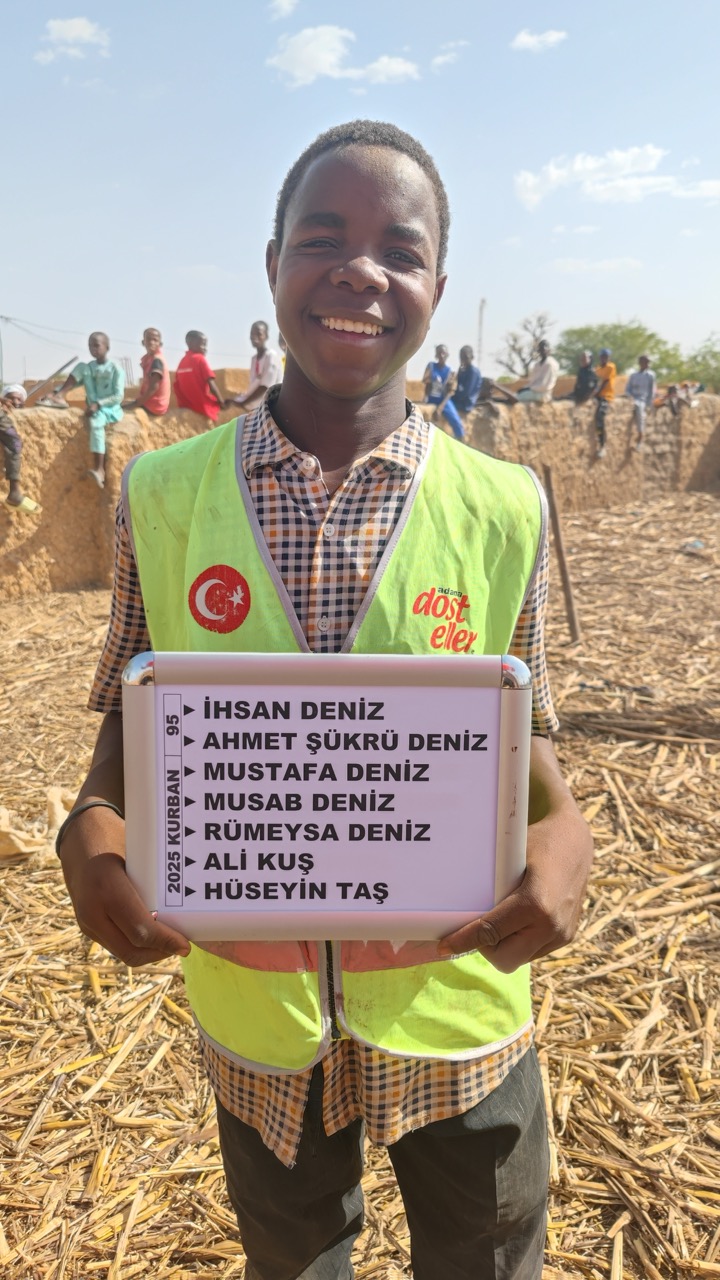 adana
dost
eller
95
2025 KURBAN
İHSAN DENİZ
AHMET ŞÜKRÜ DENİZ
MUSTAFA DENİZ
MUSAB DENİZ
RÜMEYSA DENİZ
ALİ KUŞ
HÜSEYİN TAŞ